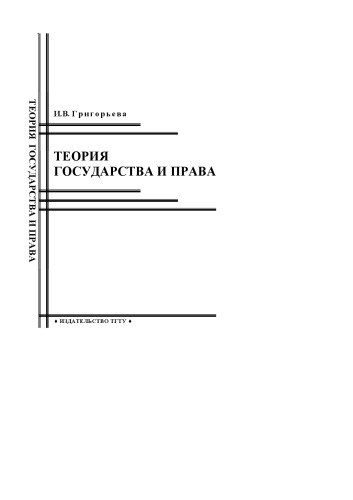 И.В. Григорьева
ТЕОРИЯ
ГОСУДАРСТВА И ПРАВА
ТЕОРИЯ ГОСУДАРСТВА И ПРАВА
♦ ИЗДАТЕЛЬСТВО ТГТУ ♦